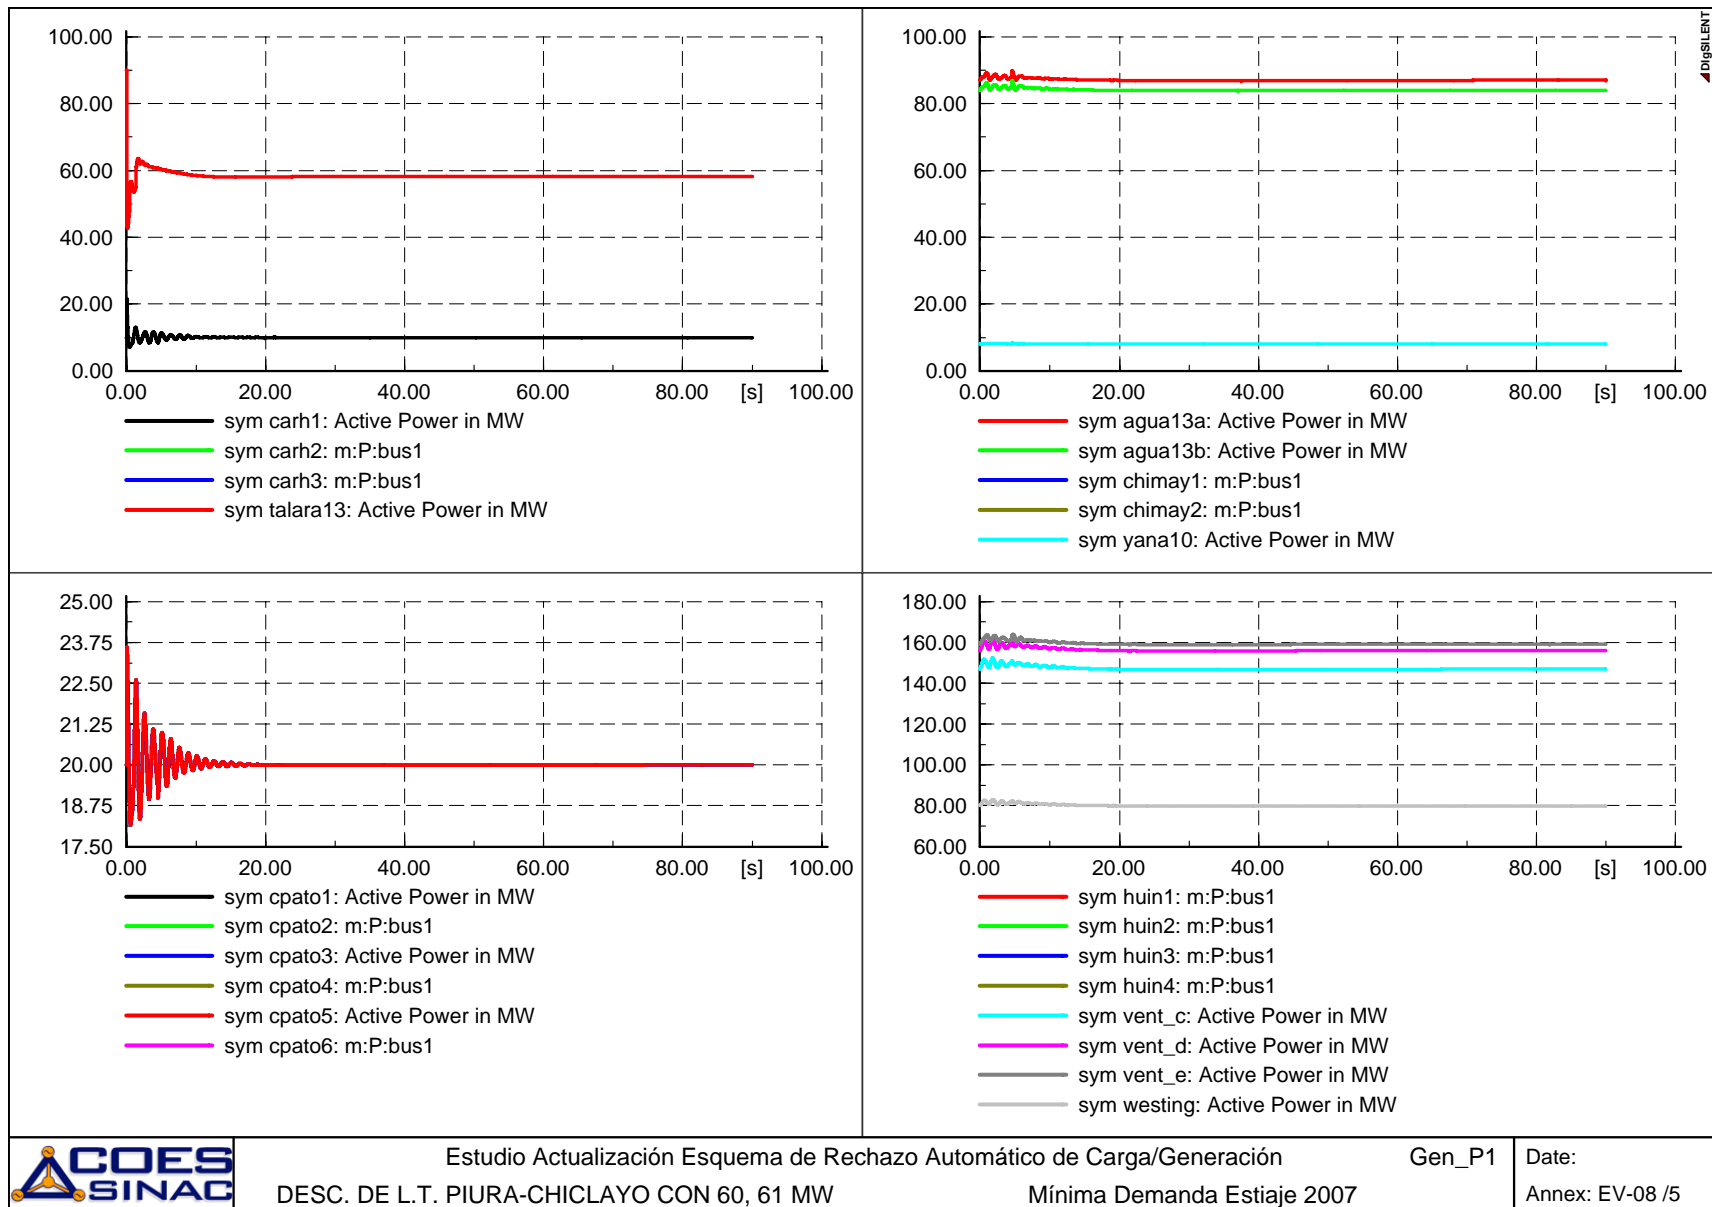 DIgSILENT
100.00
80.00
60.00
40.00
20.00
0.00
0.00 20.00 40.00 60.00 80.00 [s] 100.00
sym carh1: Active Power in MW
sym carh2: m:P:bus1
sym carh3: m:P:bus1
sym talara13: Active Power in MW
100.00
80.00
60.00
40.00
20.00
0.00
0.00 20.00 40.00 60.00 80.00 [s] 100.00
sym agua13a: Active Power in MW
sym agua13b: Active Power in MW
sym chimay1: m:P:bus1
sym chimay2: m:P:bus1
sym yana10: Active Power in MW
25.00
23.75
22.50
21.25
20.00
18.75
17.50
0.00 20.00 40.00 60.00 80.00 [s] 100.00
sym cpato1: Active Power in MW
sym cpato2: m:P:bus1
sym cpato3: Active Power in MW
sym cpato4: m:P:bus1
sym cpato5: Active Power in MW
sym cpato6: m:P:bus1
180.00
160.00
140.00
120.00
100.00
80.00
60.00
0.00 20.00 40.00 60.00 80.00 [s] 100.00
sym huin1: m:P:bus1
sym huin2: m:P:bus1
sym huin3: m:P:bus1
sym huin4: m:P:bus1
sym vent_c: Active Power in MW
sym vent_d: Active Power in MW
sym vent_e: Active Power in MW
sym westing: Active Power in MW
COES
SINAC
Estudio Actualización Esquema de Rechazo Automático de Carga/Generación Gen_P1
DESC. DE L.T. PIURA-CHICLAYO CON 60, 61 MW Mínima Demanda Estiaje 2007
Date:
Annex: EV-08 /5